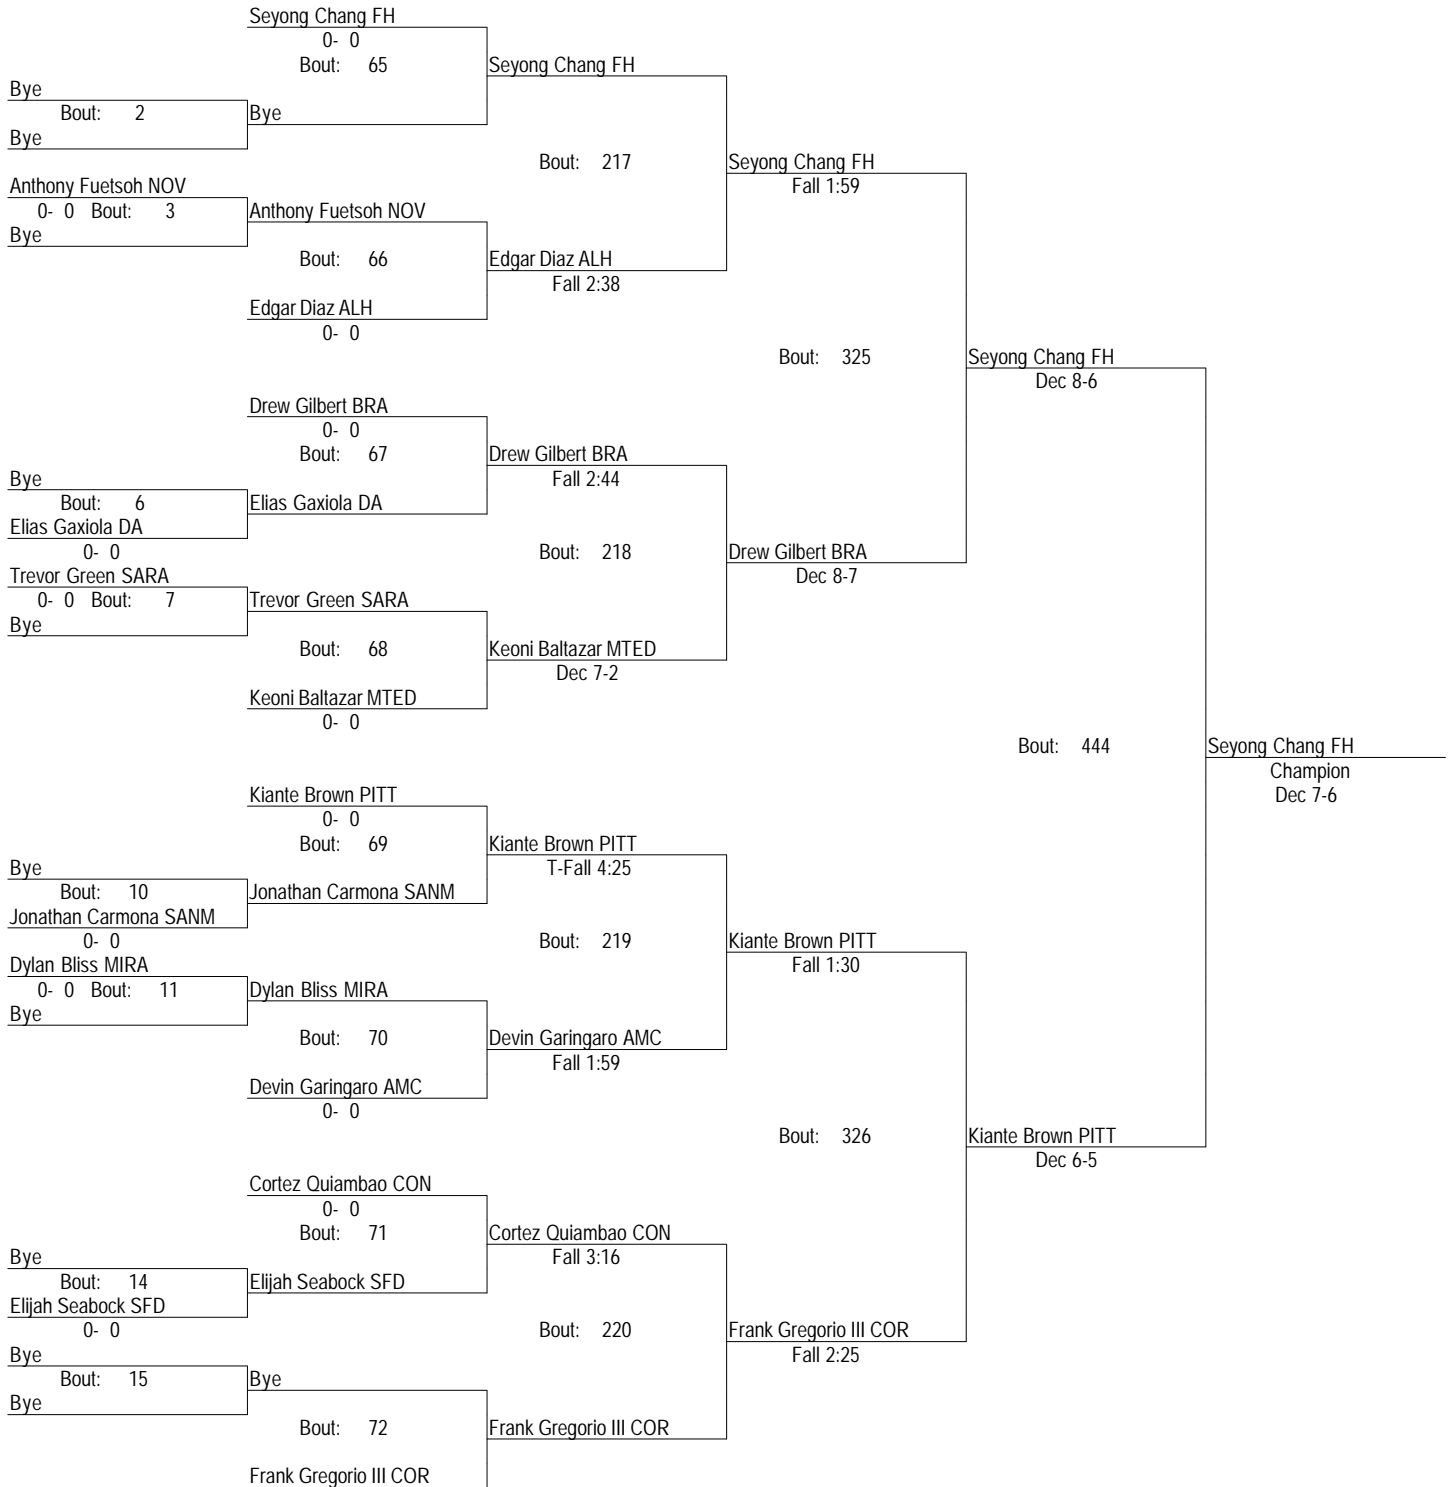 Seyong Chang FH
0- 0
Bout: 65
Seyong Chang FH
Bye
Bout: 2
Bye
Bye
Bout: 217
Seyong Chang FH
Fall 1:59
Anthony Fuetsoh NOV
0- 0 Bout: 3
Anthony Fuetsoh NOV
Bye
Bout: 66
Edgar Diaz ALH
Fall 2:38
Edgar Diaz ALH
0- 0
Bout: 325
Seyong Chang FH
Dec 8-6
Drew Gilbert BRA
0- 0
Bout: 67
Drew Gilbert BRA
Fall 2:44
Bye
Bout: 6
Elias Gaxiola DA
Elias Gaxiola DA
0- 0
Bout: 218
Drew Gilbert BRA
Dec 8-7
Trevor Green SARA
0- 0 Bout: 7
Trevor Green SARA
Bye
Bout: 68
Keoni Baltazar MTED
Dec 7-2
Keoni Baltazar MTED
0- 0
Bout: 444
Seyong Chang FH
Champion
Dec 7-6
Kiante Brown PITT
0- 0
Bout: 69
Kiante Brown PITT
T-Fall 4:25
Bye
Bout: 10
Jonathan Carmona SANM
Jonathan Carmona SANM
0- 0
Bout: 219
Kiante Brown PITT
Fall 1:30
Dylan Bliss MIRA
0- 0 Bout: 11
Dylan Bliss MIRA
Bye
Bout: 70
Devin Garingaro AMC
Fall 1:59
Devin Garingaro AMC
0- 0
Bout: 326
Kiante Brown PITT
Dec 6-5
Cortez Quiambao CON
0- 0
Bout: 71
Cortez Quiambao CON
Fall 3:16
Bye
Bout: 14
Elijah Seabock SFD
Elijah Seabock SFD
0- 0
Bout: 220
Frank Gregorio III COR
Fall 2:25
Bye
Bout: 15
Bye
Bye
Bout: 72
Frank Gregorio III COR
Frank Gregorio III COR